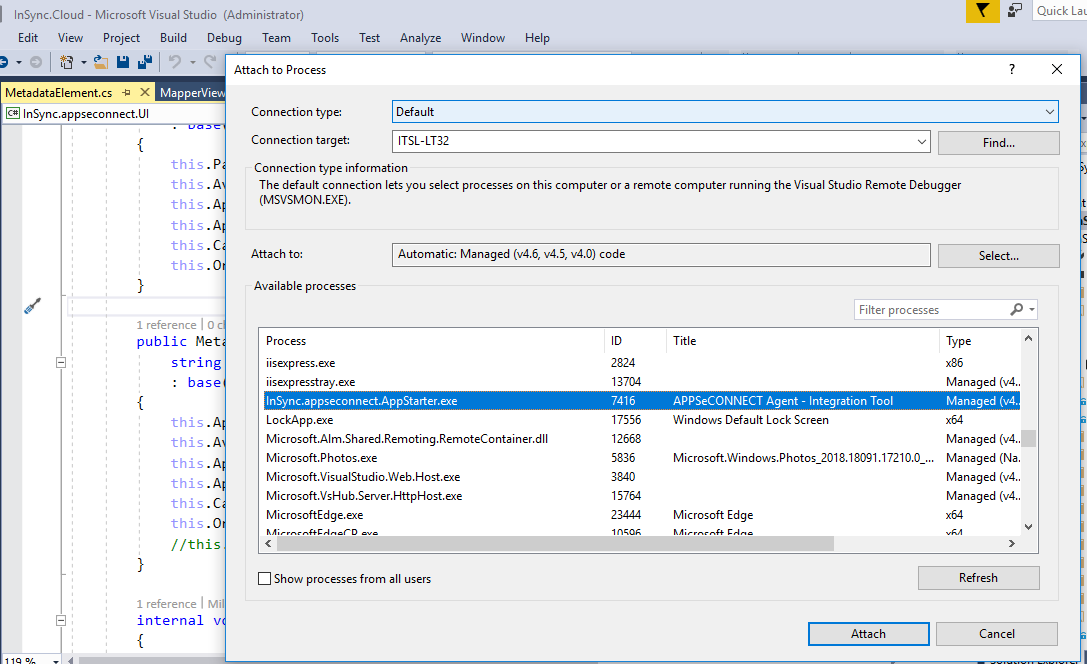 InSync.Cloud - Microsoft Visual Studio (Administrator)
Quick Lau
Edit View Project Build Debug Team Tools Test Analyze Window Help
Attach to Process
?
MetadataElement.cs
MapperView
C# InSync.appseconnect.UI
Connection type: Default
Connection target: ITSL-LT32 Find...
Connection type information
The default connection lets you select processes on this computer or a remote computer running the Visual Studio Remote Debugger
(MSVSMON.EXE).
Attach to: Automatic: Managed (v4.6, v4.5, v4.0) code Select...
Available processes
Filter processes
Process ID Title Type
iisexpress.exe 2824 x86
iisexpresstray.exe 13704 Managed (v4...
InSync.appseconnect.AppStarter.exe 7416 APPSeCONNECT Agent - Integration Tool Managed (v4...
LockApp.exe 17556 Windows Default Lock Screen x64
Microsoft.Alm.Shared.Remoting.RemoteContainer.dll 12668 Managed (v4...
Microsoft.Photos.exe 5836 Microsoft.Windows.Photos_2018.18091.17210.0_... Managed (Na...
Microsoft.VisualStudio.Web.Host.exe 3840 Managed (v4...
Microsoft.VsHub.Server.HttpHost.exe 15764 Managed (v4...
MicrosoftEdge.exe 23444 Microsoft Edge x64
MicrosoftEdgeCP.exe 10596 Microsoft Edge x64
Show processes from all users
Refresh
Attach Cancel
: base
{
this.Pa
this.Av
this.Ap
this.Ap
this.Ca
this.Or
}
1 reference | 0 ch
public Meta
string
: base(
{
this.Ap
this.Av
this.Ap
this.Ap
this.Ca
this.Or
//this.
}
1 reference | Mil
internal vo
{
119 %
Solution Explorer